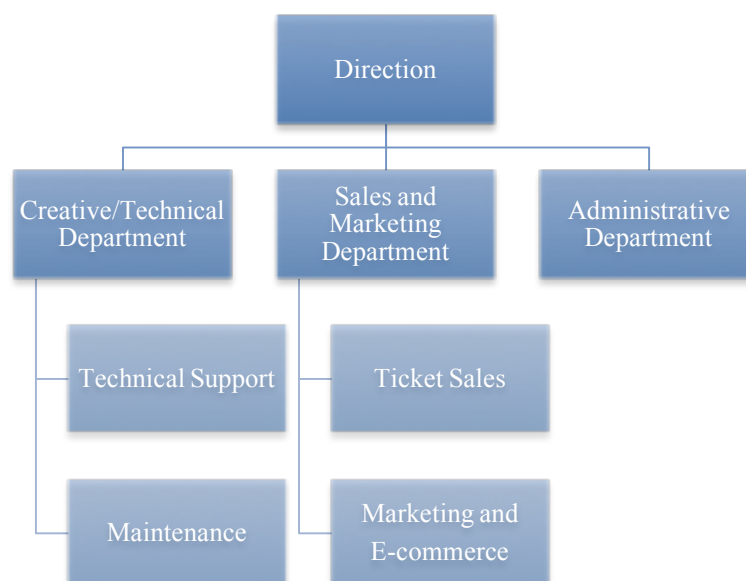 Direction
Creative/Technical
Department
Sales and
Marketing
Department
Administrative
Department
Technical Support
Ticket Sales
Maintenance
Marketing and
E-commerce